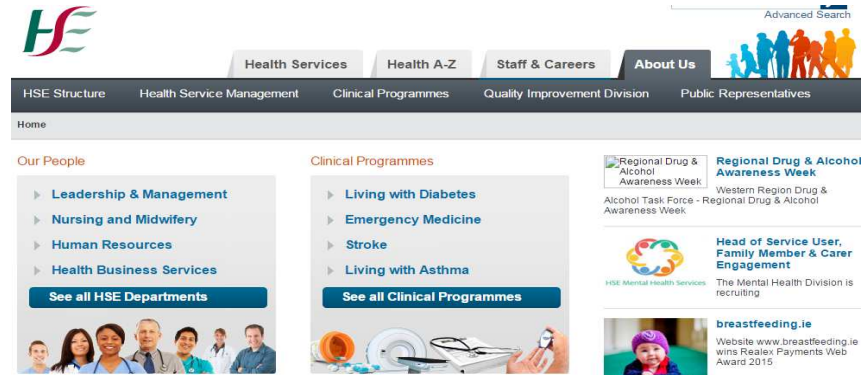 HSE
Advanced Search
Health Services
Health A-Z
Staff & Careers
About Us
HSE Structure
Health Service Management
Clinical Programmes
Quality Improvement Division
Public Representatives
Home
Our People
Leadership & Management
Nursing and Midwifery
Human Resources
Health Business Services
See all HSE Departments
Clinical Programmes
Living with Diabetes
Emergency Medicine
Stroke
Living with Asthma
See all Clinical Programmes
Regional Drug &
Alcohol
Awareness Week
Regional Drug & Alcohol
Awareness Week
Western Region Drug &
Alcohol Task Force - Regional Drug & Alcohol
Awareness Week
HSE Mental Health Services
Head of Service User,
Family Member & Carer
Engagement
The Mental Health Division is
recruiting
breastfeeding.ie
Website www.breastfeeding.ie
wins Realex Payments Web
Award 2015